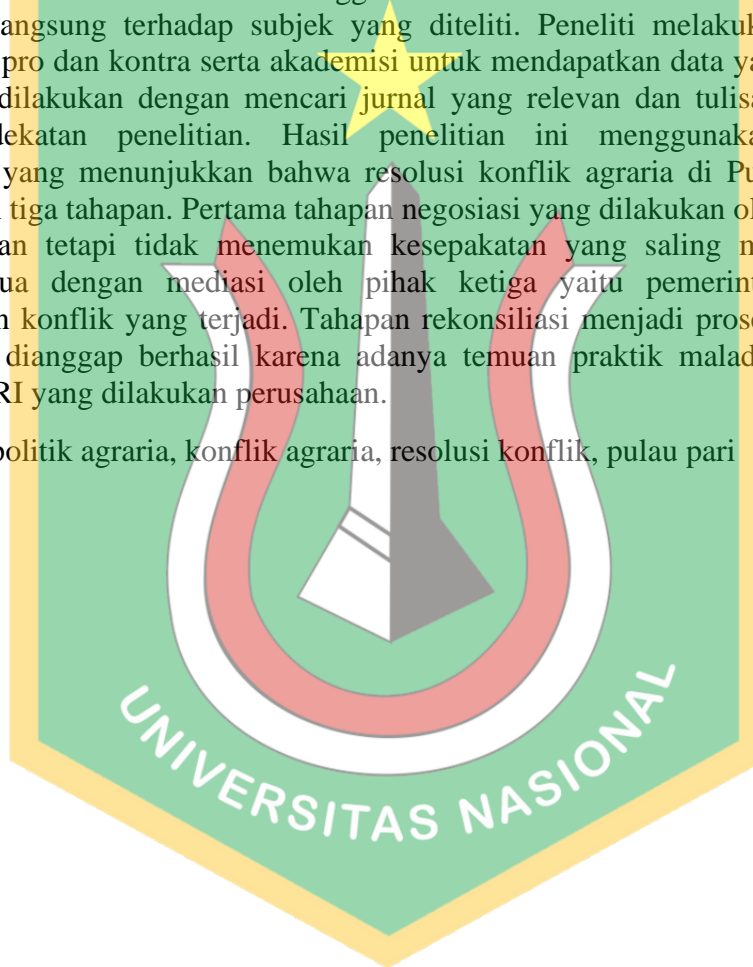 angsung terhadap subjek yang diteliti. Peneliti melakuk
pro dan kontra serta akademisi untuk mendapatkan data ya
dilakukan dengan mencari jurnal yang relevan dan tulisa
lekatan penelitian. Hasil penelitian ini menggunaka
yang menunjukkan bahwa resolusi konflik agraria di Pu
tiga tahapan. Pertama tahapan negosiasi yang dilakukan ol
an tetapi tidak menemukan kesepakatan yang saling m
ua dengan mediasi oleh pihak ketiga yaitu pemerint
konflik yang terjadi. Tahapan rekonsiliasi menjadi prose
dianggap berhasil karena adanya temuan praktik malad
RI yang dilakukan perusahaan.
politik agraria, konflik agraria, resolusi konflik, pulau pari
UNIVERSITAS NASIONAL